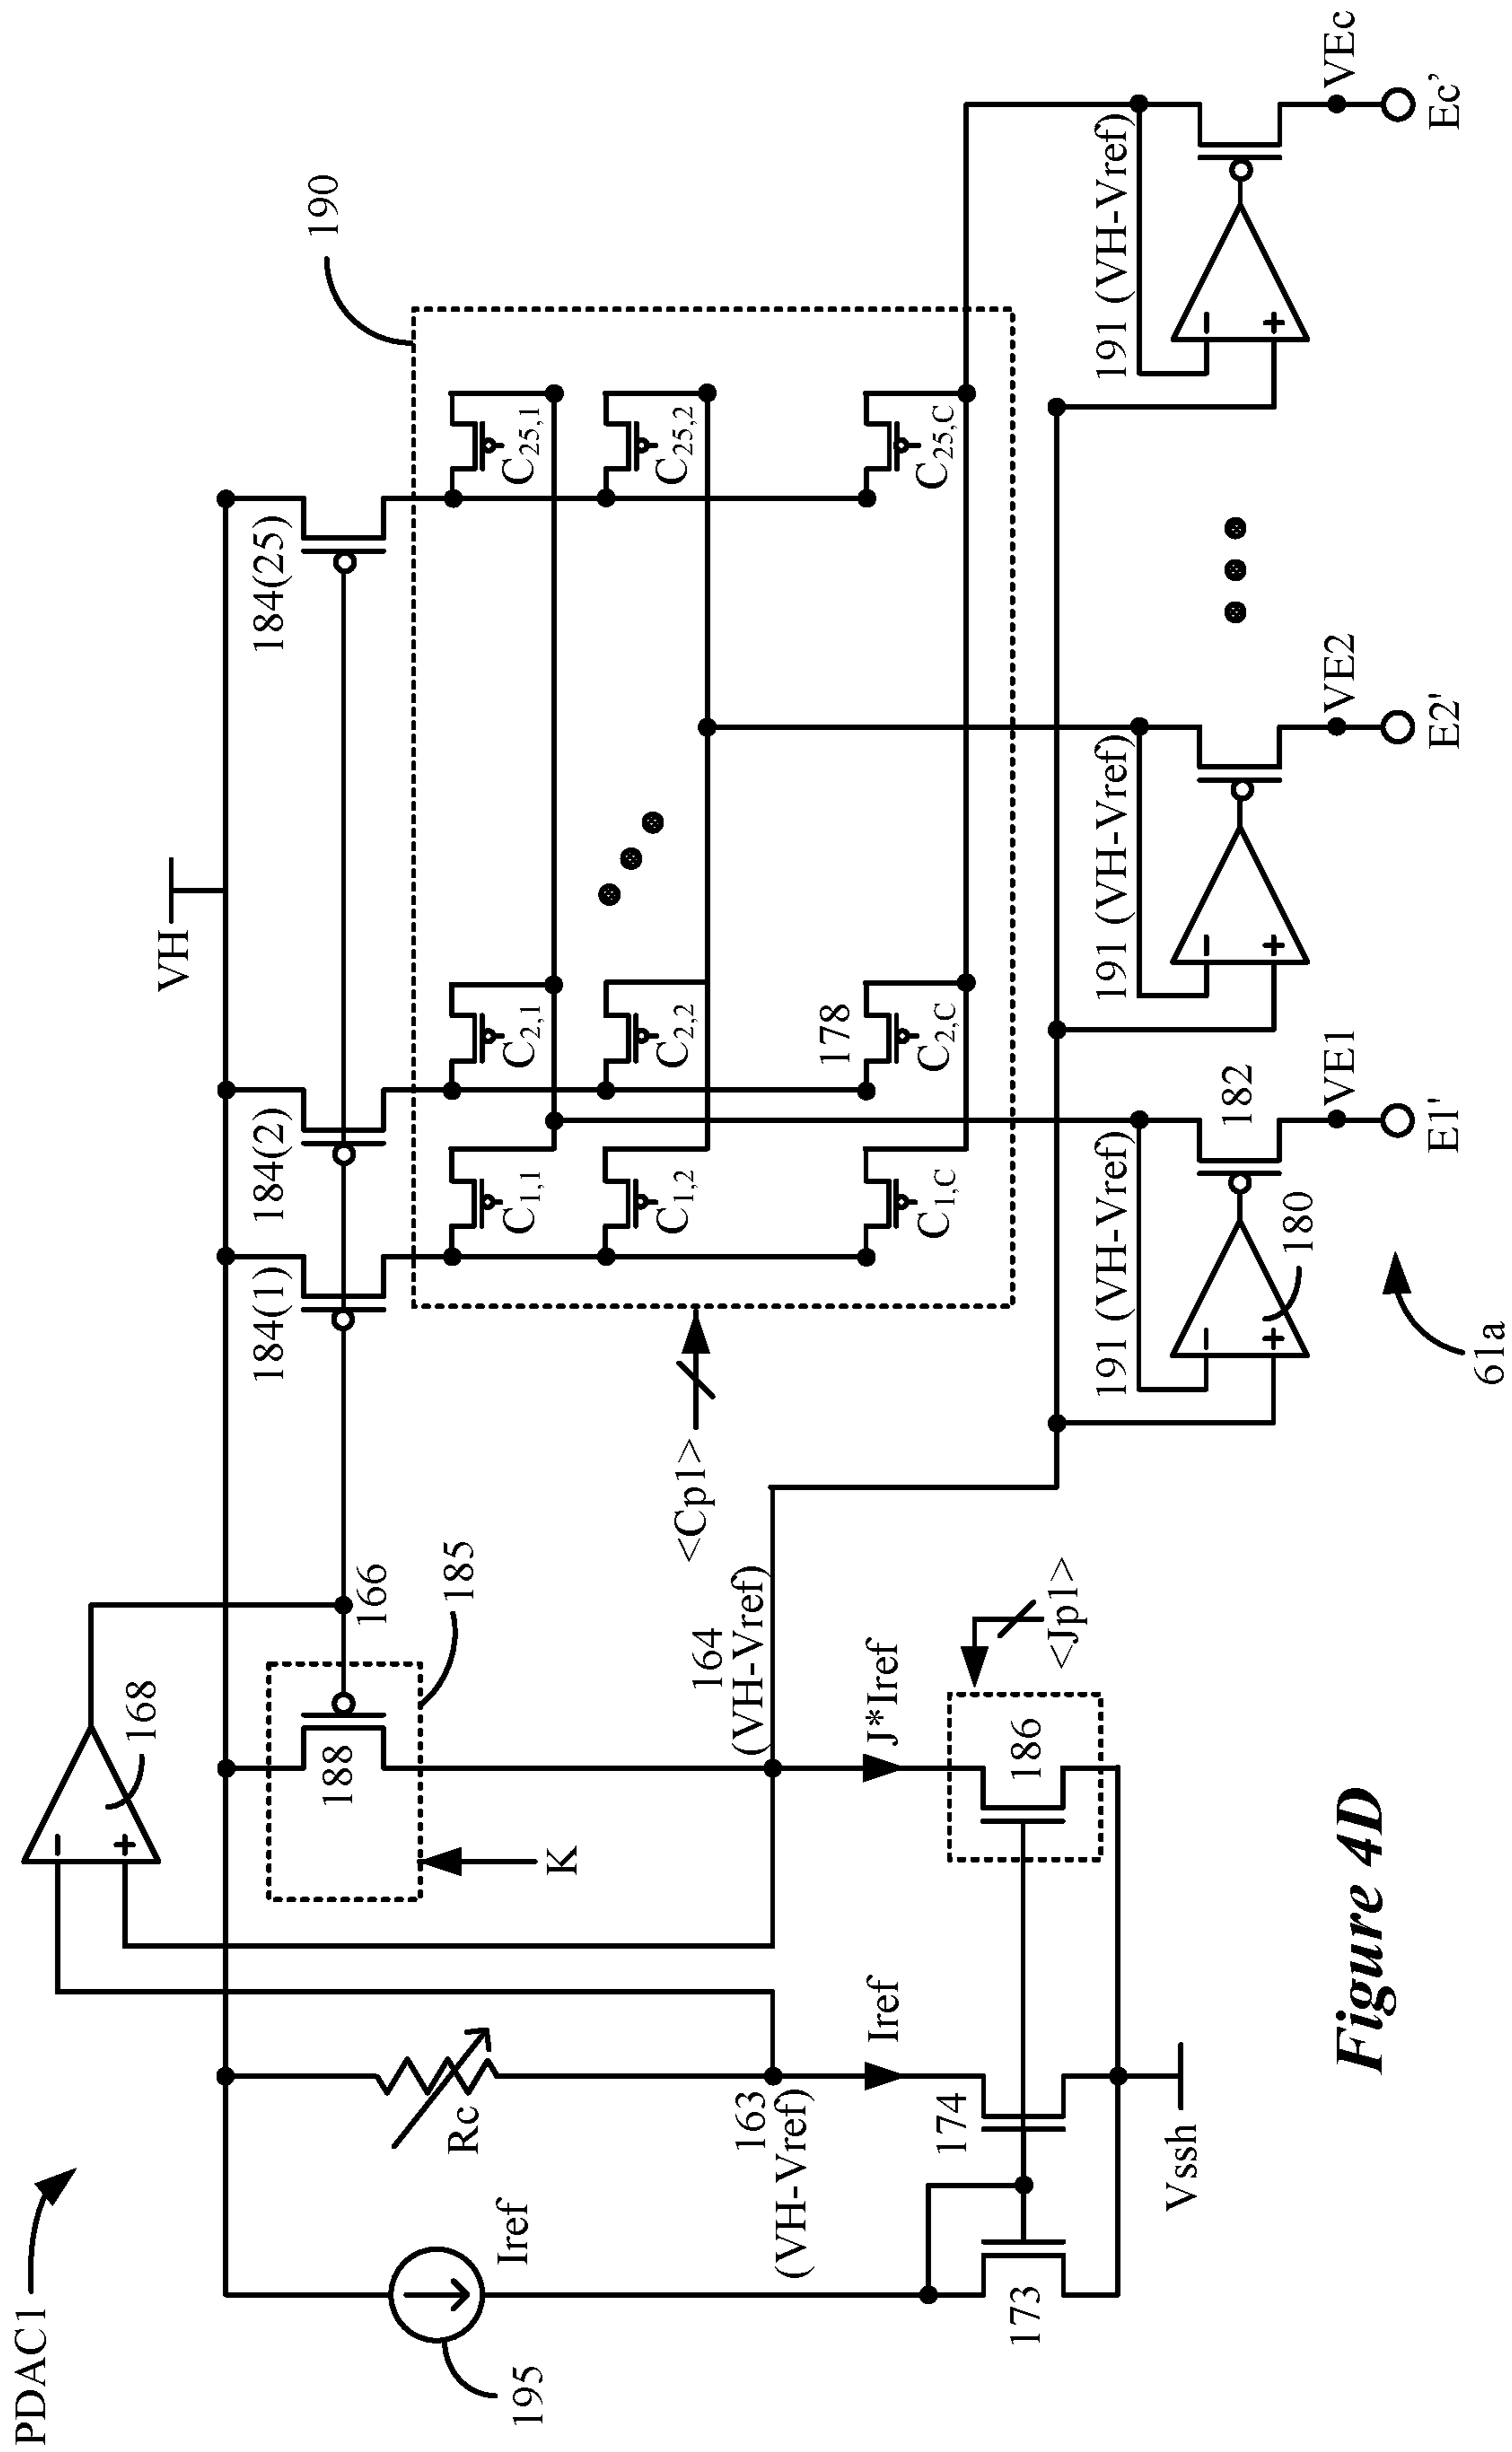 PDAC1
VH
168
188
166
185
K
184(1)
184(2)
184(25)
190
195
Iref
Rc
163
(VH-Vref)
Iref
164
(VH-Vref)
J*Iref
<Cp1>
C1,1
C2,1
C25,1
C1,2
C2,2
C25,2
178
C1,C
C2,C
C25,C
173
174
186
<Jp1>
Vssh
191 (VH-Vref)
191 (VH-Vref)
191 (VH-Vref)
- +
- +
- +
- +
180
182
VE1
VE2
VEc
E1'
E2'
Ec’
61a
Figure 4D